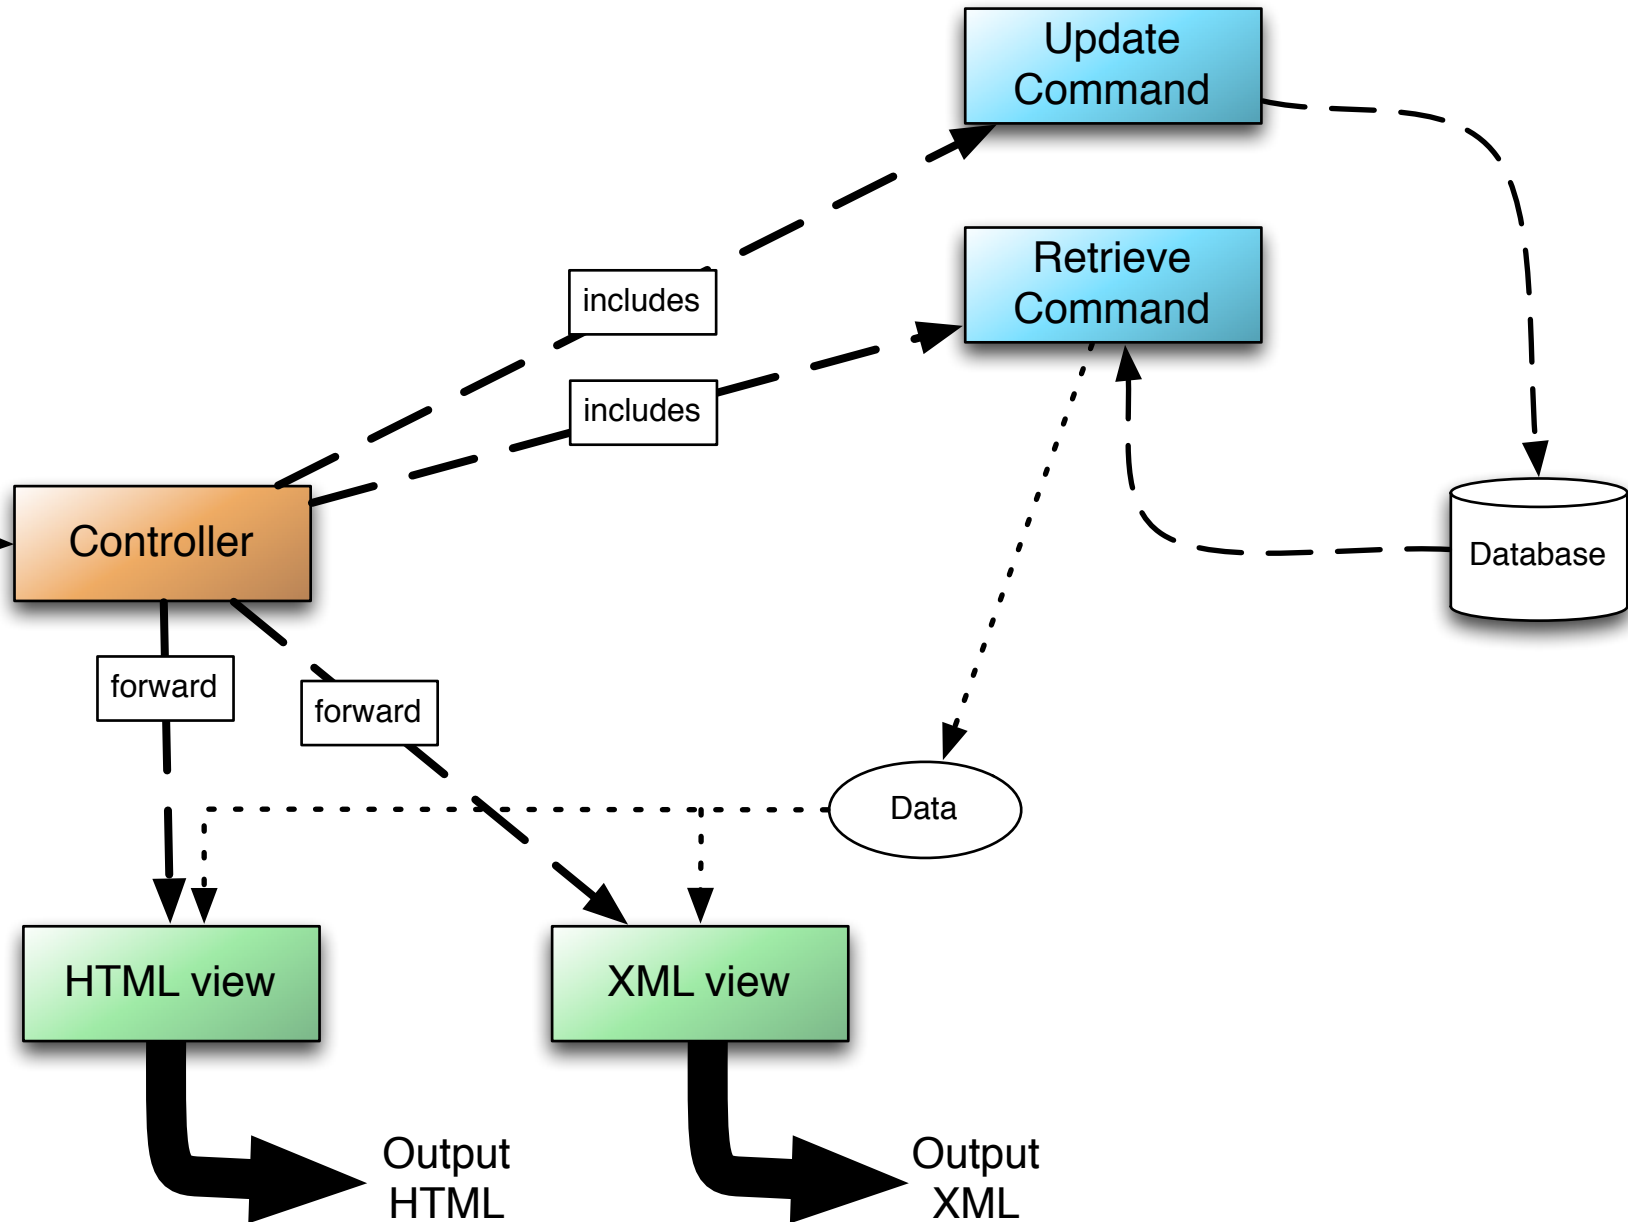 Update
Command
Retrieve
Command
includes
includes
Controller
Database
forward
forward
Data
HTML view
XML view
Output
HTML
Output
XML